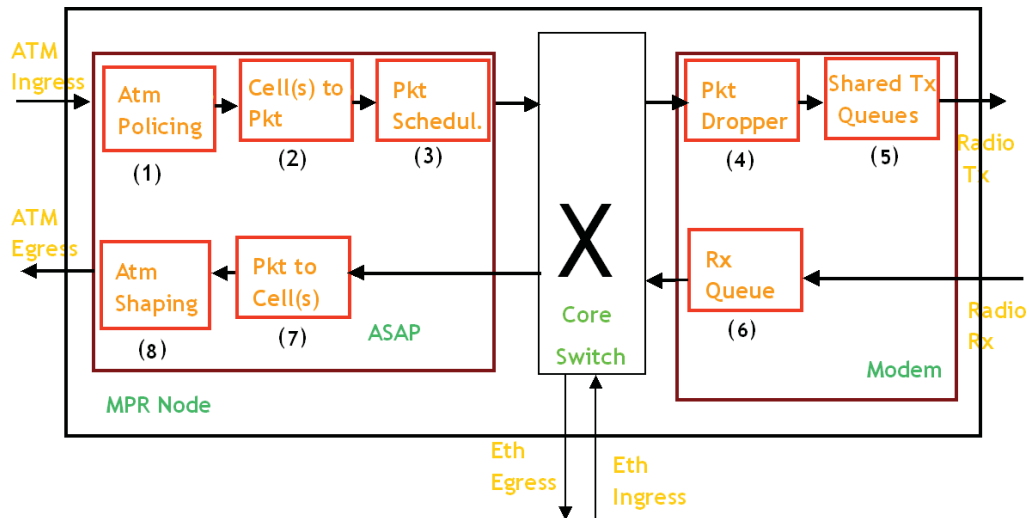 ATM
Ingress
Atm
Policing
(1)
Cell(s) to
Pkt
(2)
Pkt
Schedul.
(3)
Pkt
Dropper
(4)
Shared Tx
Queues
(5)
Radio
Tx
ATM
Egress
Atm
Shaping
(8)
Pkt to
Cell(s)
(7)
ASAP
X
Core
Switch
Rx
Queue
(6)
Radio
Rx
Modem
MPR Node
Eth
Egress
Eth
Ingress